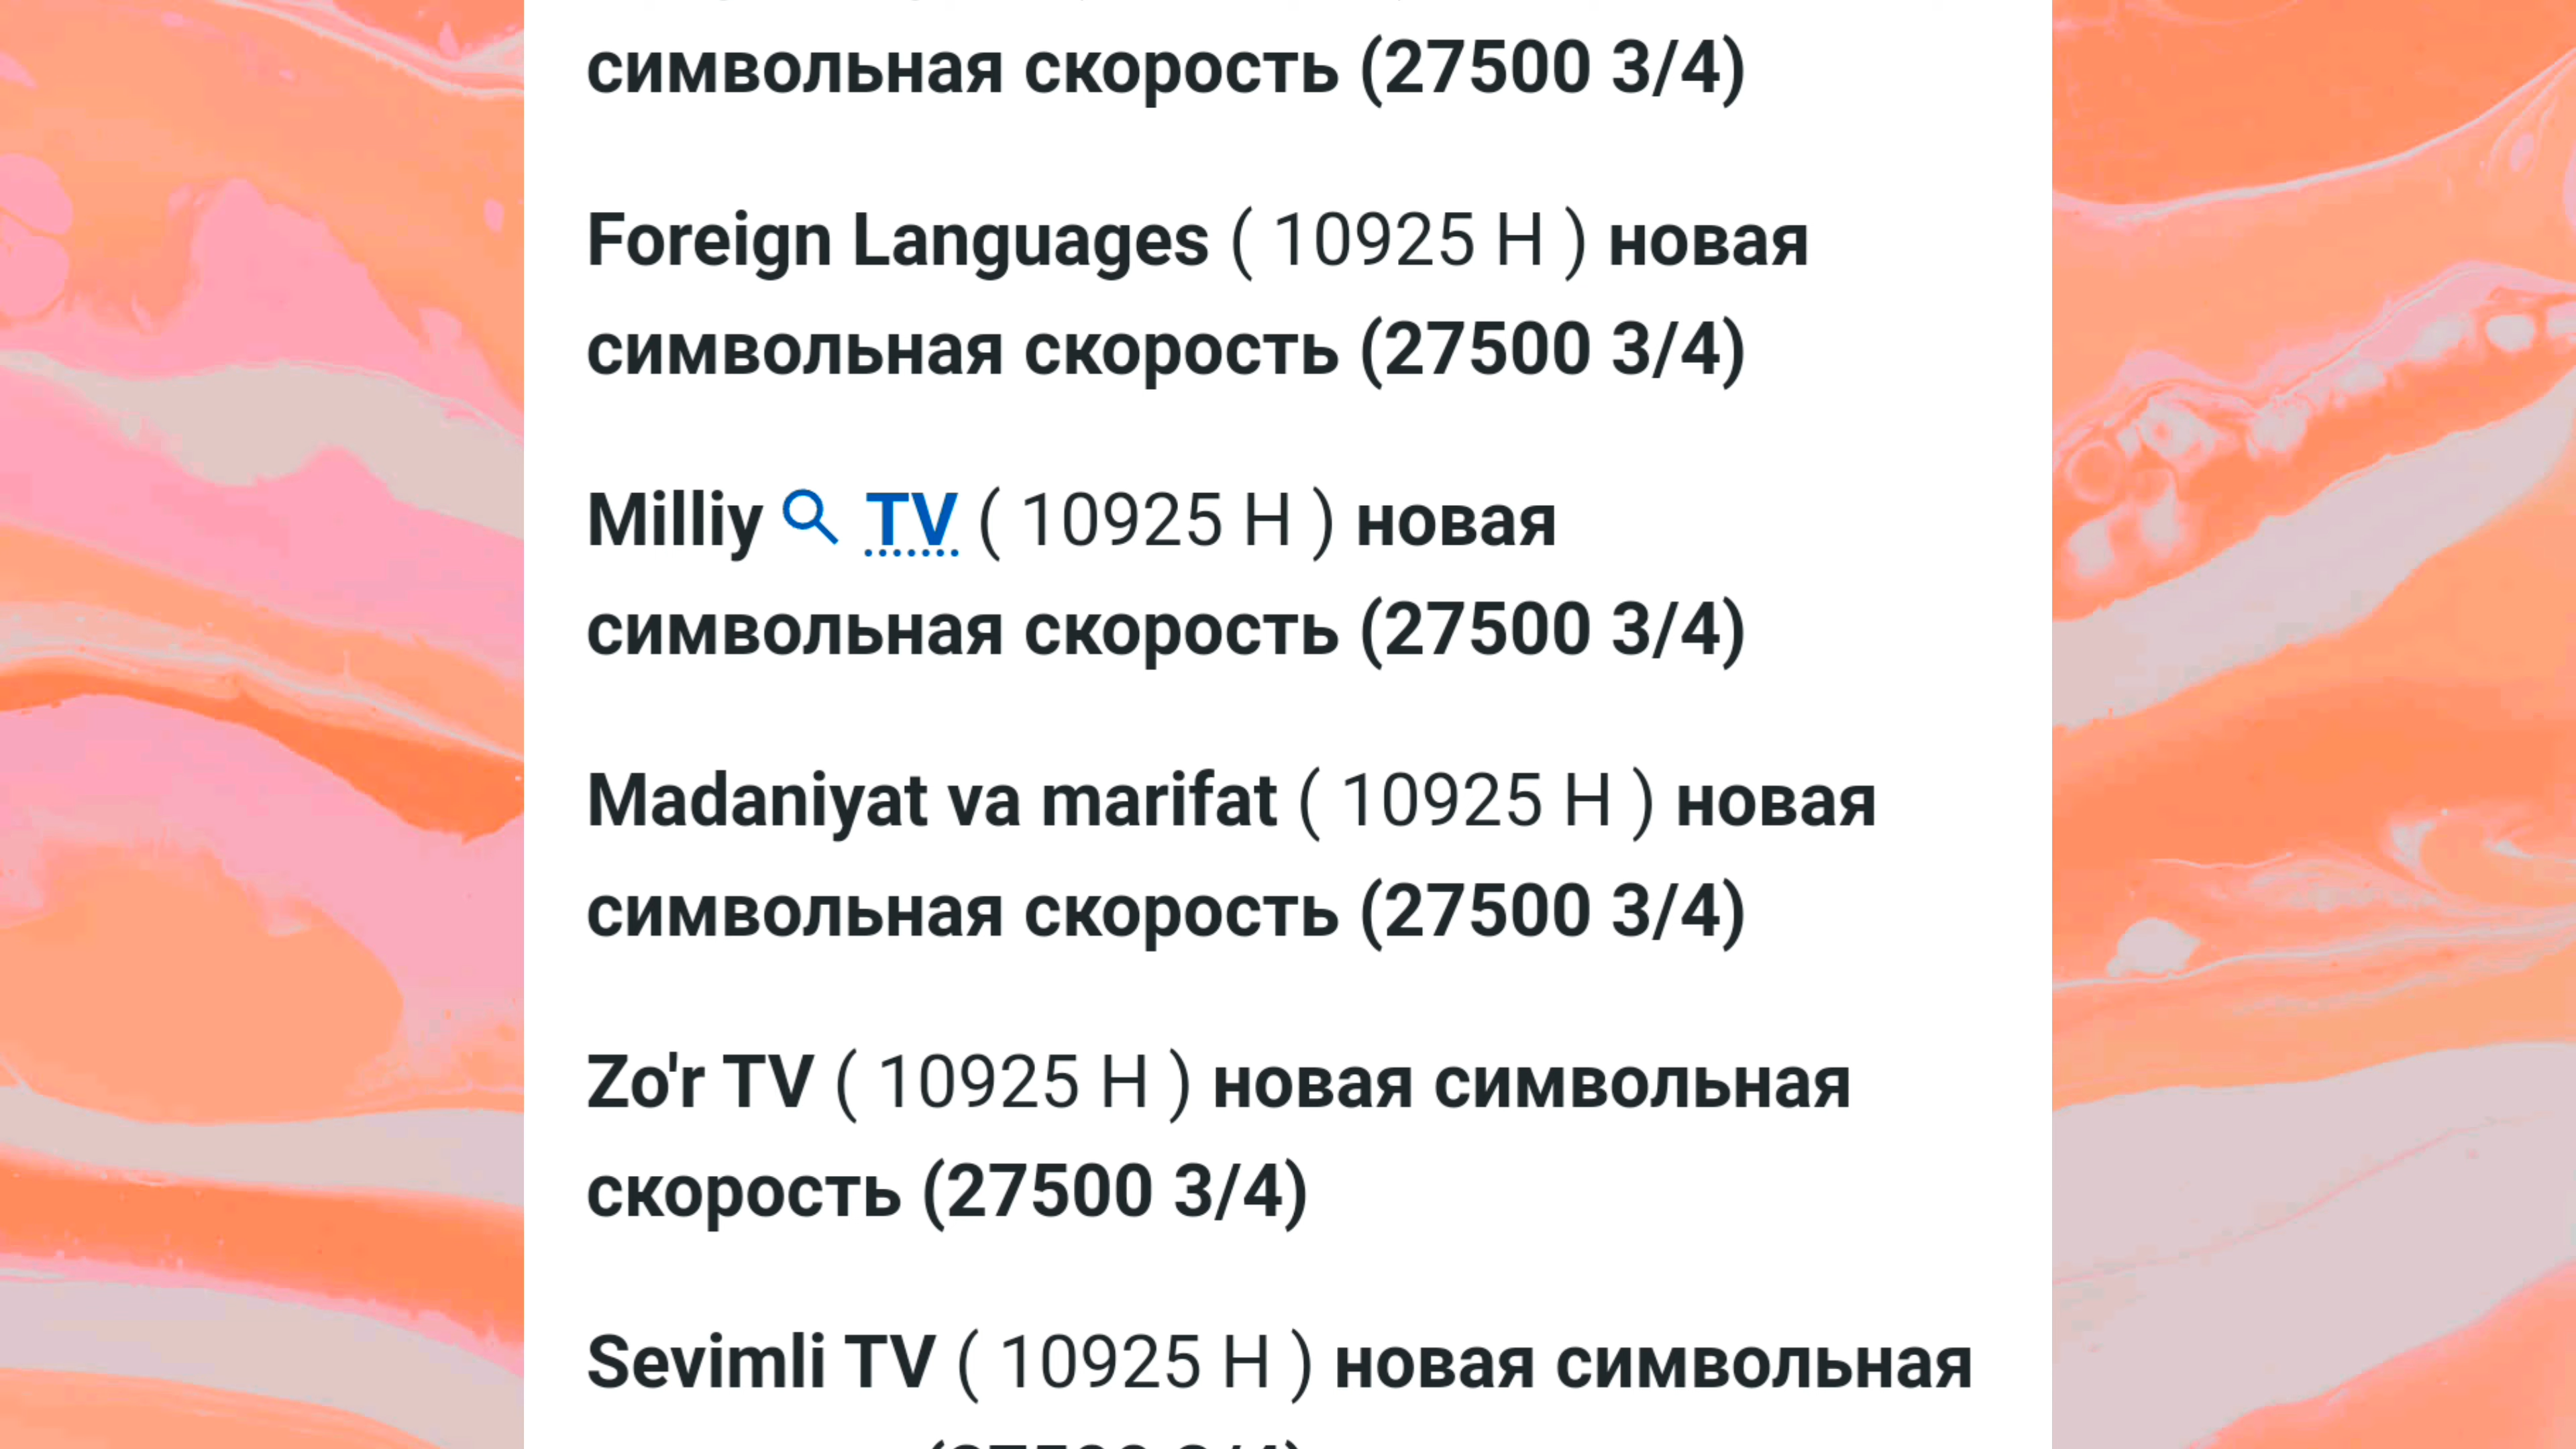 символьная скорость (27500 3/4)
Foreign Languages ( 10925 H ) новая
символьная скорость (27500 3/4)
Milliy TV ( 10925 H ) новая
символьная скорость (27500 3/4)
Madaniyat va marifat ( 10925 H ) новая
символьная скорость (27500 3/4)
Zo'r TV ( 10925 H ) новая символьная
скорость (27500 3/4)
Sevimli TV ( 10925 H ) новая символьная